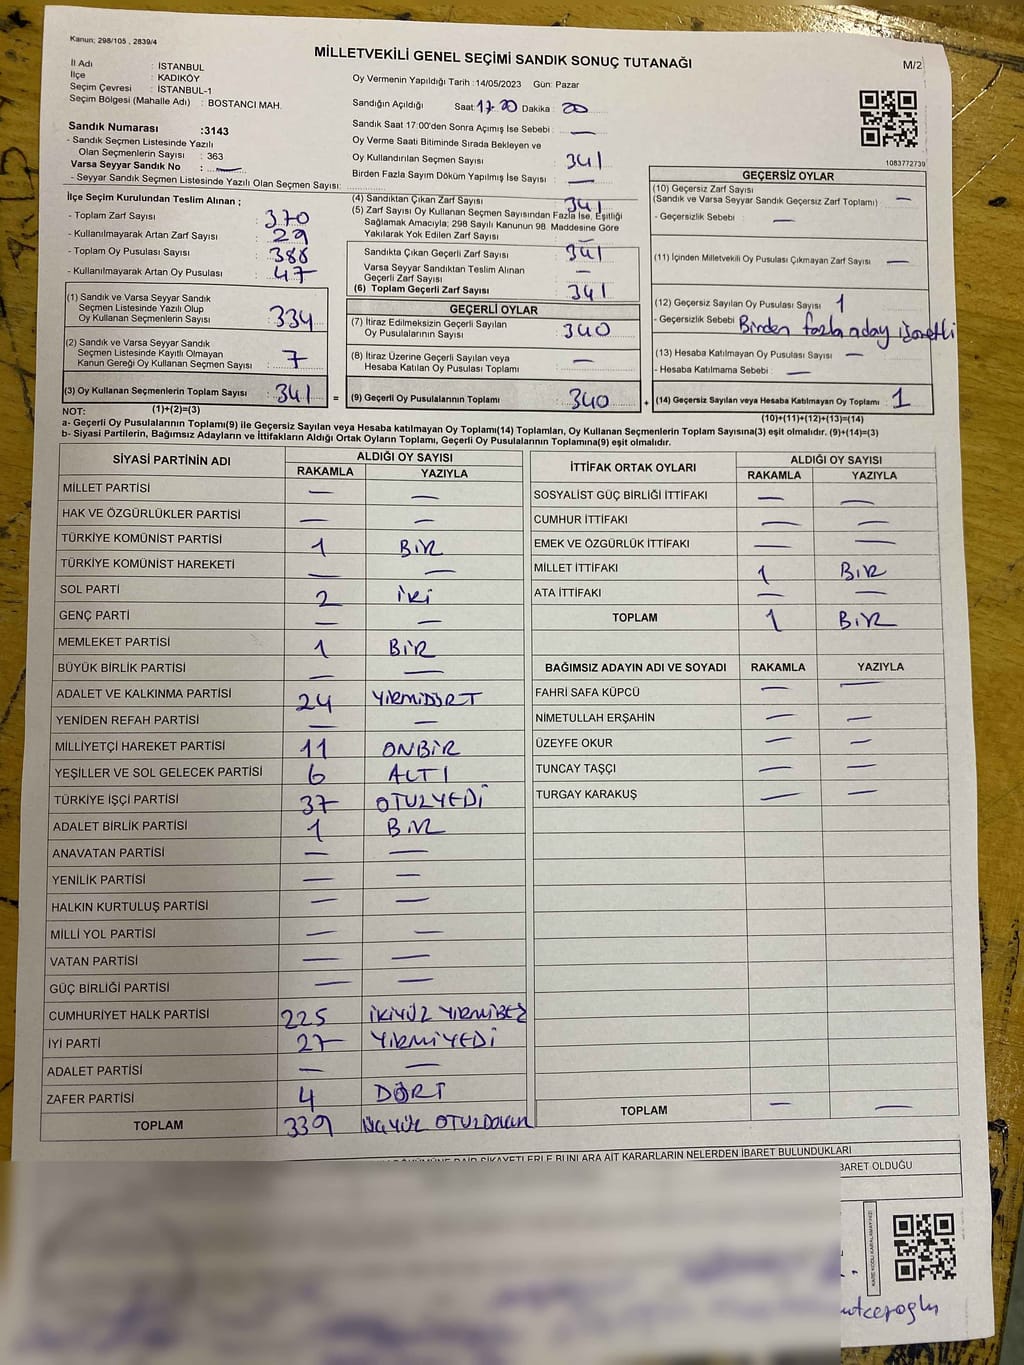 Kanun; 298/105 , 2839/4
MİLLETVEKİLİ GENEL SEÇİMİ SANDIK SONUÇ TUTANAĞI
M/2
İl Adı : İSTANBUL
İlçe : KADIKÖY
Seçim Çevresi : İSTANBUL-1
Seçim Bölgesi (Mahalle Adı) : BOSTANCI MAH.
Sandık Numarası :3143
- Sandık Seçmen Listesinde Yazılı
Olan Seçmenlerin Sayısı : 363
Varsa Seyyar Sandık No : —
- Seyyar Sandık Listesinde Yazılı Olan Seçmen Sayısı:
İlçe Seçim Kurulundan Teslim Alınan ;
- Toplam Zarf Sayısı : 370
- Kullanılmayarak Artan Zarf Sayısı : 29
- Toplam Oy Pusulası Sayısı : 388
- Kullanılmayarak Artan Oy Pusulası : 47
(1) Sandık ve Varsa Seyyar Sandık
Seçmen Listesinde Yazılı Olup
Oy Kullanan Seçmenlerin Sayısı : 334
(2) Sandık ve Varsa Seyyar Sandık
Seçmen Listesinde Kayıtlı Olmayan
Kanun Gereği Oy Kullanan Seçmen Sayısı : 7
(3) Oy Kullanan Seçmenlerin Toplam Sayısı : 341 =
(1)+(2)=(3)
Oy Vermenin Yapıldığı Tarih : 14/05/2023 Gün: Pazar
Sandığın Açıldığı Saat: 17.20 Dakika : 20
Sandık Saat 17:00'den Sonra Açımış İse Sebebi : —
Oy Verme Saati Bitiminde Sırada Bekleyen ve
Oy Kullandırılan Seçmen Sayısı : 341
Birden Fazla Sayım Döküm Yapılmış İse Sayısı : —
(4) Sandıktan Çıkan Zarf Sayısı : 341
(5) Zarf Sayısı Oy Kullanan Seçmen Sayısından Fazla İse, Eşitliği
Sağlamak Amacıyla; 298 Sayılı Kanunun 98. Maddesine Göre
Yakılarak Yok Edilen Zarf Sayısı :
Sandıkta Çıkan Geçerli Zarf Sayısı : 341
Varsa Seyyar Sandıktan Teslim Alınan
Geçerli Zarf Sayısı : —
(6) Toplam Geçerli Zarf Sayısı : 341
GEÇERLİ OYLAR
(7) İtiraz Edilmeksizin Geçerli Sayılan
Oy Pusulalarının Sayısı : 340
(8) İtiraz Üzerine Geçerli Sayılan veya
Hesaba Katılan Oy Pusulası Toplamı : —
(9) Geçerli Oy Pusulalarının Toplamı : 340 +
1083772739
GEÇERSİZ OYLAR
(10) Geçersiz Zarf Sayısı
(Sandık ve Varsa Seyyar Sandık Geçersiz Zarf Toplamı) : —
- Geçersizlik Sebebi : —
(11) İçinden Milletvekili Oy Pusulası Çıkmayan Zarf Sayısı : —
(12) Geçersiz Sayılan Oy Pusulası Sayısı : 1
- Geçersizlik Sebebi : Birden fazla aday işaretli
(13) Hesaba Katılmayan Oy Pusulası Sayısı : —
- Hesaba Katılmama Sebebi : —
(14) Geçersiz Sayılan veya Hesaba Katılmayan Oy Toplamı : 1
(10)+(11)+(12)+(13)=(14)
NOT:
a- Geçerli Oy Pusulalarının Toplamı(9) ile Geçersiz Sayılan veya Hesaba katılmayan Oy Toplamı(14) Toplamları, Oy Kullanan Seçmenlerin Toplam Sayısına(3) eşit olmalıdır. (9)+(14)=(3)
b- Siyasi Partilerin, Bağımsız Adayların ve İttifakların Aldığı Ortak Oyların Toplamı, Geçerli Oy Pusulalarının Toplamına(9) eşit olmalıdır.
SİYASİ PARTİNİN ADI ALDIĞI OY SAYISI
RAKAMLA YAZIYLA
MİLLET PARTİSİ — —
HAK VE ÖZGÜRLÜKLER PARTİSİ — —
TÜRKİYE KOMÜNİST PARTİSİ 1 BİR
TÜRKİYE KOMÜNİST HAREKETİ — —
SOL PARTİ 2 iKi
GENÇ PARTİ — —
MEMLEKET PARTİSİ 1 BİR
BÜYÜK BİRLİK PARTİSİ — —
ADALET VE KALKINMA PARTİSİ 24 YİRMİDÖRT
YENİDEN REFAH PARTİSİ — —
MİLLİYETÇİ HAREKET PARTİSİ 11 ONBİR
YEŞİLLER VE SOL GELECEK PARTİSİ 6 ALTI
TÜRKİYE İŞÇİ PARTİSİ 37 OTUZYEDİ
ADALET BİRLİK PARTİSİ 1 BİR
ANAVATAN PARTİSİ — —
YENİLİK PARTİSİ — —
HALKIN KURTULUŞ PARTİSİ — —
MİLLİ YOL PARTİSİ — —
VATAN PARTİSİ — —
GÜÇ BİRLİĞİ PARTİSİ — —
CUMHURİYET HALK PARTİSİ 225 İKİYÜZ YİRMİBEŞ
İYİ PARTİ 27 YİRMİYEDİ
ADALET PARTİSİ — —
ZAFER PARTİSİ 4 DÖRT
TOPLAM 339 ÜÇYÜZ OTUZDOKUZ
İTTİFAK ORTAK OYLARI ALDIĞI OY SAYISI
RAKAMLA YAZIYLA
SOSYALİST GÜÇ BİRLİĞİ İTTİFAKI — —
CUMHUR İTTİFAKI — —
EMEK VE ÖZGÜRLÜK İTTİFAKI — —
MİLLET İTTİFAKI 1 BİR
ATA İTTİFAKI — —
TOPLAM 1 BİR
BAĞIMSIZ ADAYIN ADI VE SOYADI RAKAMLA YAZIYLA
FAHRİ SAFA KÜPCÜ — —
NİMETULLAH ERŞAHİN — —
ÜZEYFE OKUR — —
TUNCAY TAŞÇI — —
TURGAY KARAKUŞ — —
TOPLAM — —
ŞİKAYETLERLE BUNLARA AİT KARARLARIN NELERDEN İBARET BULUNDUKLARI
BARET OLDUĞU